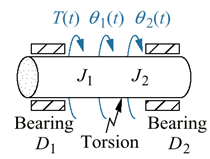 T(t) θ₁(t) θ₂(t)
J₁ J₂
Bearing Bearing
D₁ Torsion D₂